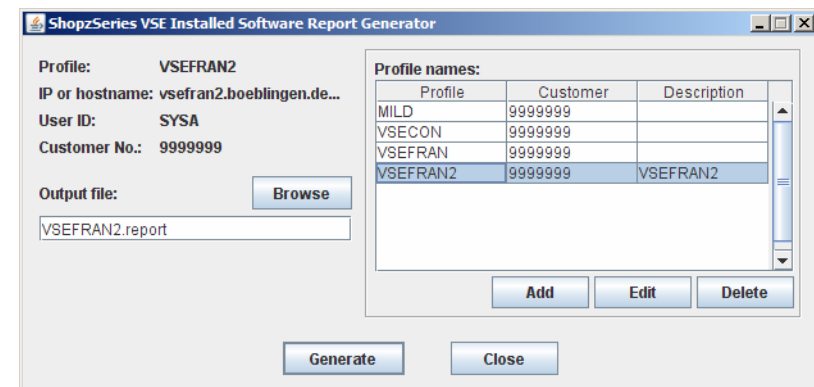 ShopzSeries VSE Installed Software Report Generator
Profile: VSEFRAN2
IP or hostname: vsefran2.boeblingen.de...
User ID: SYSA
Customer No.: 9999999
Output file:
Browse
VSEFRAN2.report
Profile names:
Profile Customer Description
MILD 9999999
VSECON 9999999
VSEFRAN 9999999
VSEFRAN2 9999999 VSEFRAN2
Add Edit Delete
Generate Close